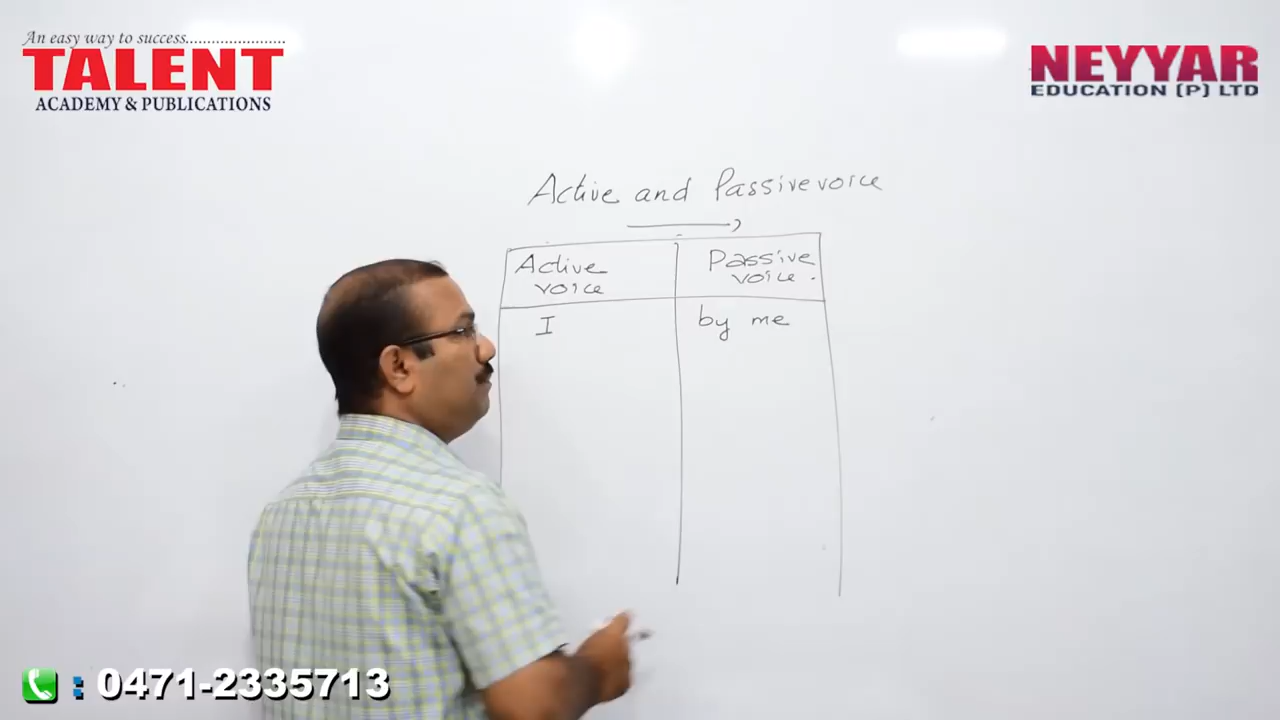 An easy way to success.......................
TALENT
ACADEMY & PUBLICATIONS
NEYYAR
EDUCATION (P) LTD
Active and Passive voice
Active
voice
Passive
voice.
I
by me
: 0471-2335713